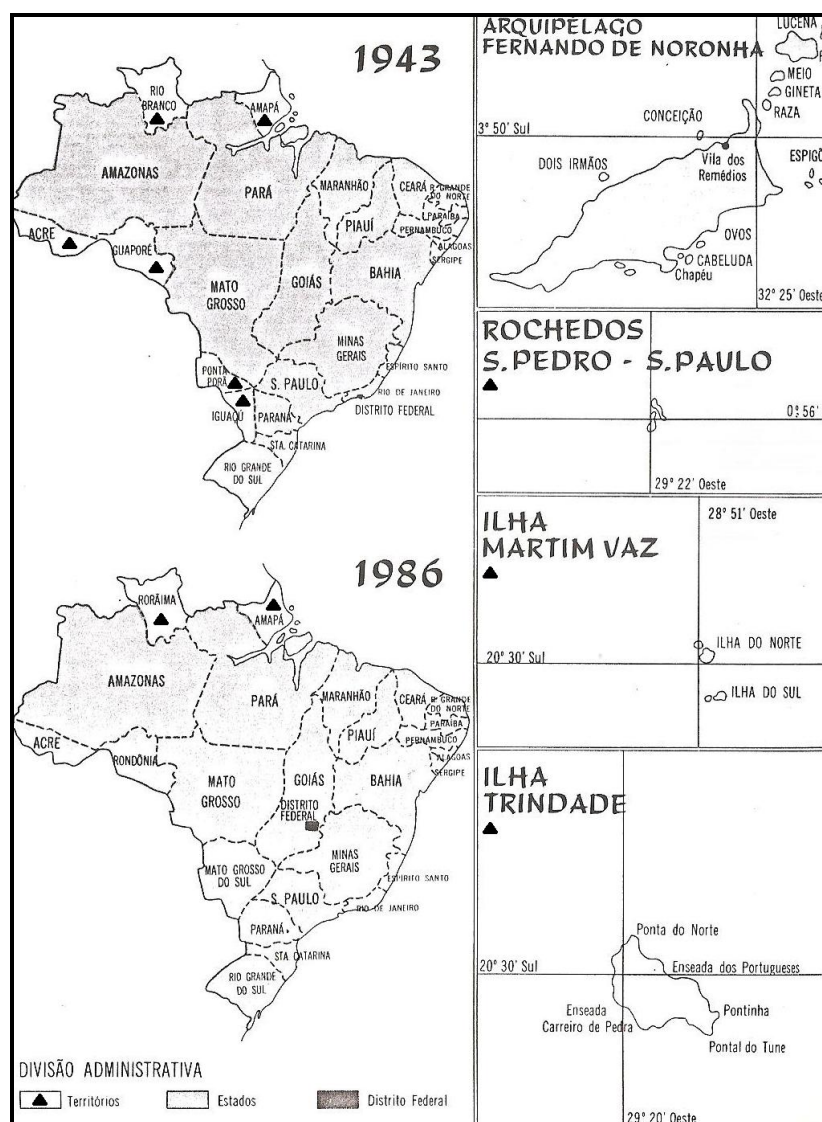 1943
RIO
BRANCO
AMAPÁ
AMAZONAS
PARÁ
MARANHÃO
CEARÁ
R. GRANDE
DO NORTE
PARAÍBA
PIAUÍ
PERNAMBUCO
ALAGOAS
SERGIPE
ACRE
GUAPORÉ
MATO
GROSSO
GOIÁS
BAHIA
MINAS
GERAIS
ESPÍRITO SANTO
PONTA
PORÃ
S. PAULO
RIO DE JANEIRO
DISTRITO FEDERAL
IGUAÇÚ
PARANÁ
STA. CATARINA
RIO GRANDE
DO SUL
1986
RORÃIMA
AMAPÁ
AMAZONAS
PARÁ
MARANHÃO
CEARÁ
R. GRANDE
DO NORTE
PARAÍBA
PIAUÍ
PERNAMBUCO
ALAGOAS
SERGIPE
ACRE
RONDÔNIA
MATO
GROSSO
GOIÁS
BAHIA
DISTRITO
FEDERAL
MINAS
GERAIS
MATO GROSSO
DO SUL
ESPÍRITO SANTO
S. PAULO
RIO DE JANEIRO
PARANÁ
STA. CATARINA
RIO GRANDE
DO SUL
DIVISÃO ADMINISTRATIVA
Territórios
Estados
Distrito Federal
ARQUIPÉLAGO
FERNANDO DE NORONHA
LUCENA
MEIO
GINETA
RAZA
CONCEIÇÃO
3° 50' Sul
Vila dos
Remédios
DOIS IRMÃOS
OVOS
CABELUDA
Chapéu
32° 25' Oeste
ROCHEDOS
S. PEDRO - S. PAULO
0° 56'
29° 22' Oeste
ILHA
MARTIM VAZ
28° 51' Oeste
ILHA DO NORTE
20° 30' Sul
ILHA DO SUL
ILHA
TRINDADE
Ponta do Norte
20° 30' Sul
Enseada dos Portugueses
Enseada
Carreiro de Pedra
Pontinha
Pontal do Tune
29° 20' Oeste